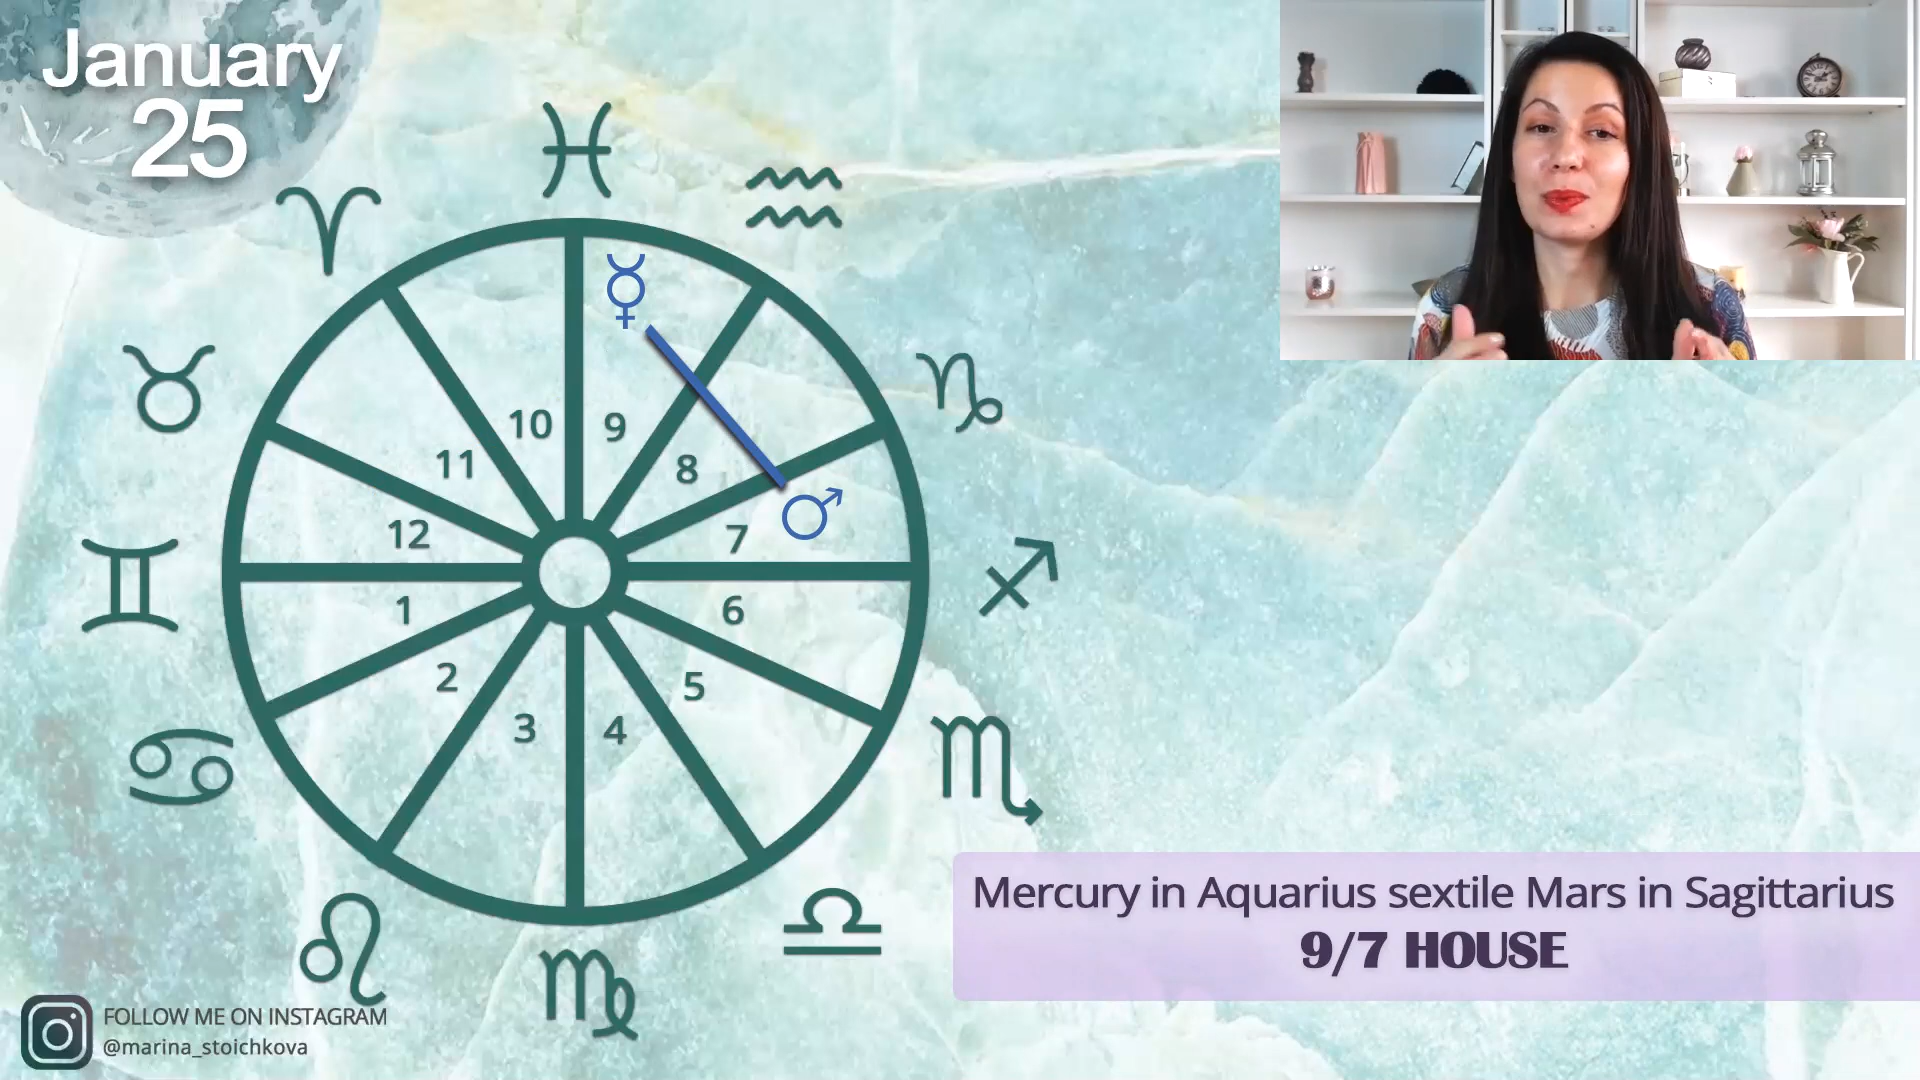 January
25
10
9
11
8
12
7
1
6
2
5
3
4
Mercury in Aquarius sextile Mars in Sagittarius
9/7 HOUSE
FOLLOW ME ON INSTAGRAM
@marina_stoichkova